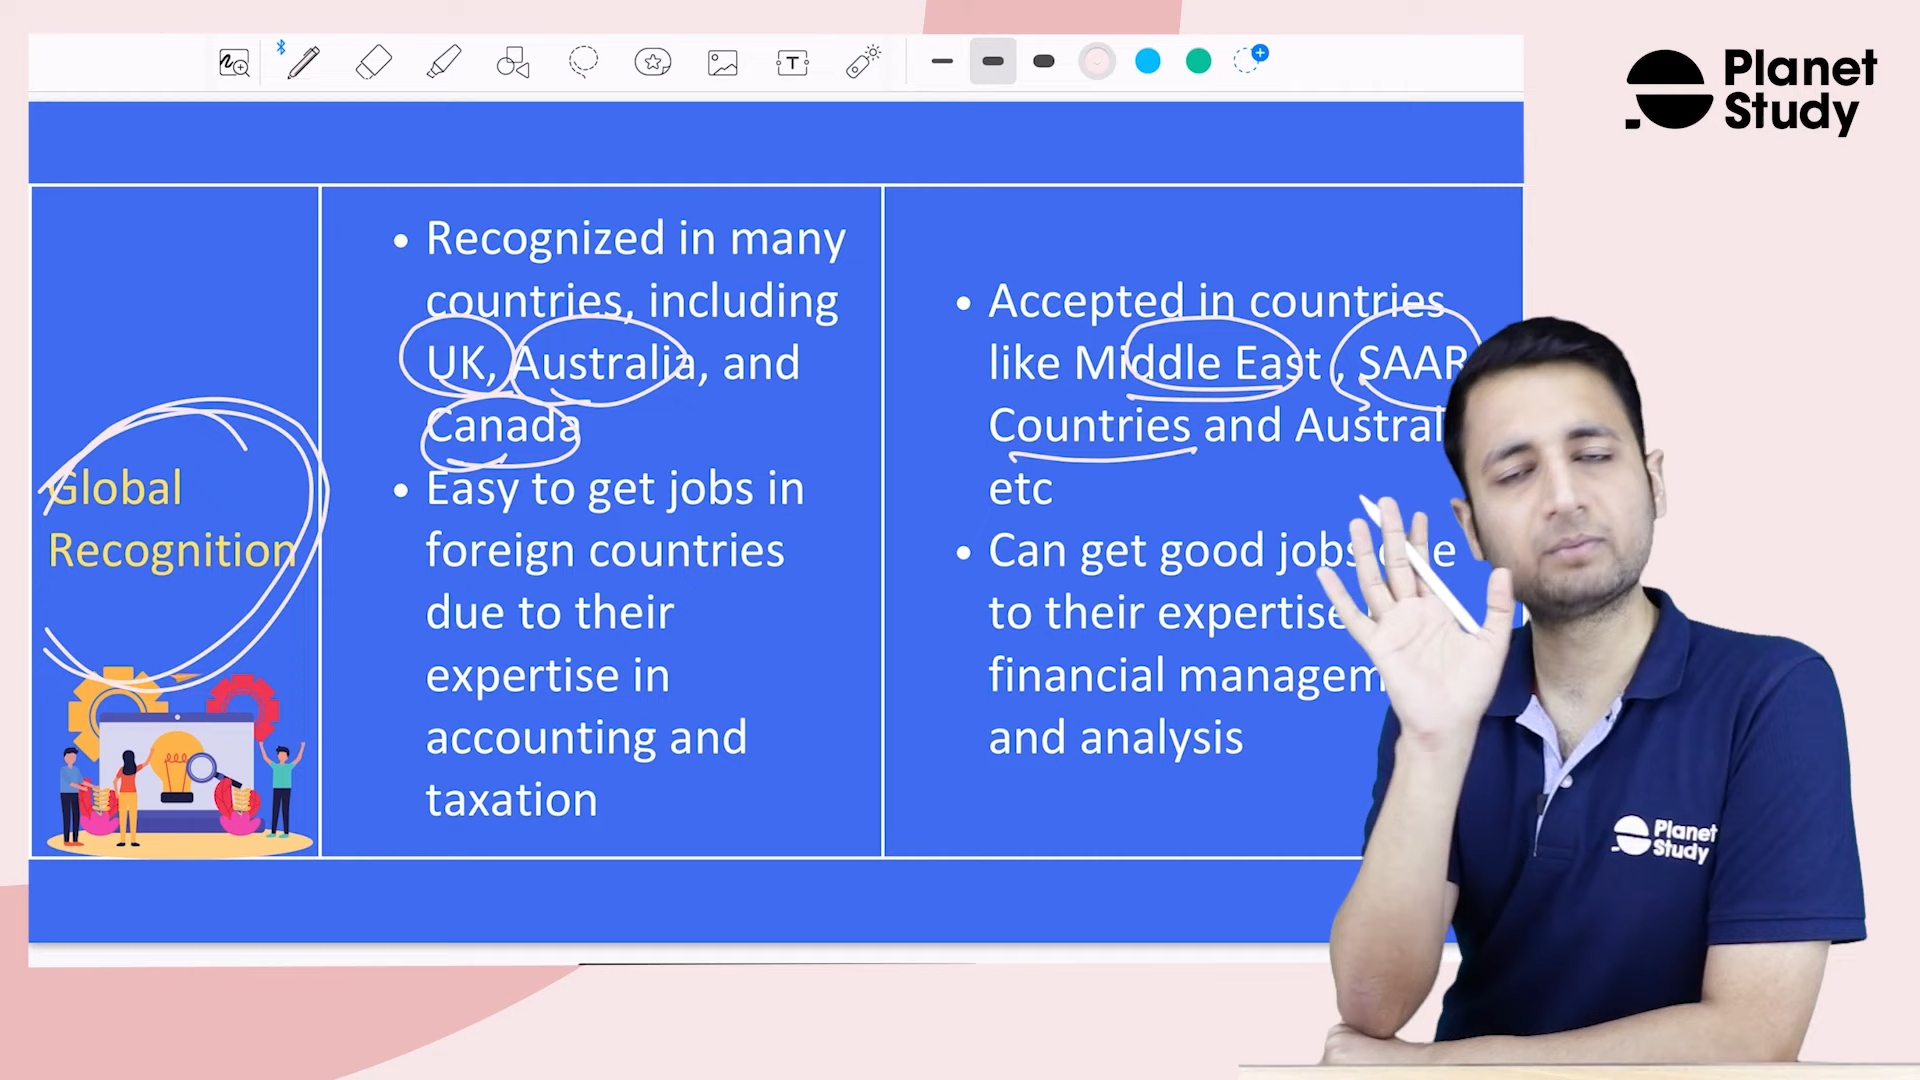 Planet
Study
T
Global
Recognition
• Recognized in many
countries, including
UK, Australia, and
Canada
• Easy to get jobs in
foreign countries
due to their
expertise in
accounting and
taxation
• Accepted in countries
like Middle East , SAAR
Countries and Austral
etc
• Can get good jobs
to their expertise
financial managem
and analysis
Planet
Study